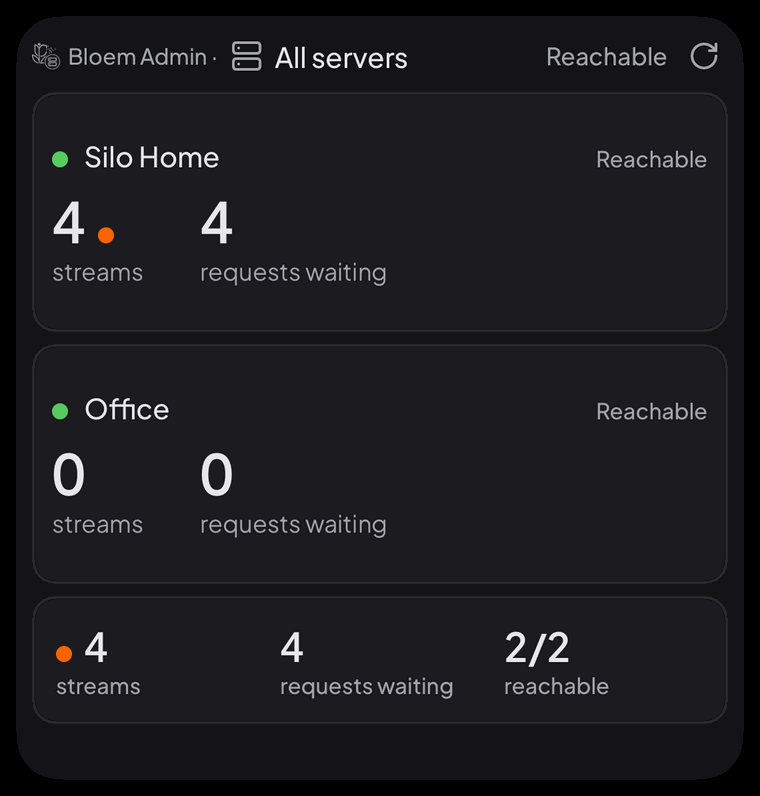 Bloem Admin · All servers Reachable
Silo Home Reachable
4 4
streams requests waiting
Office Reachable
0 0
streams requests waiting
4 4 2/2
streams requests waiting reachable